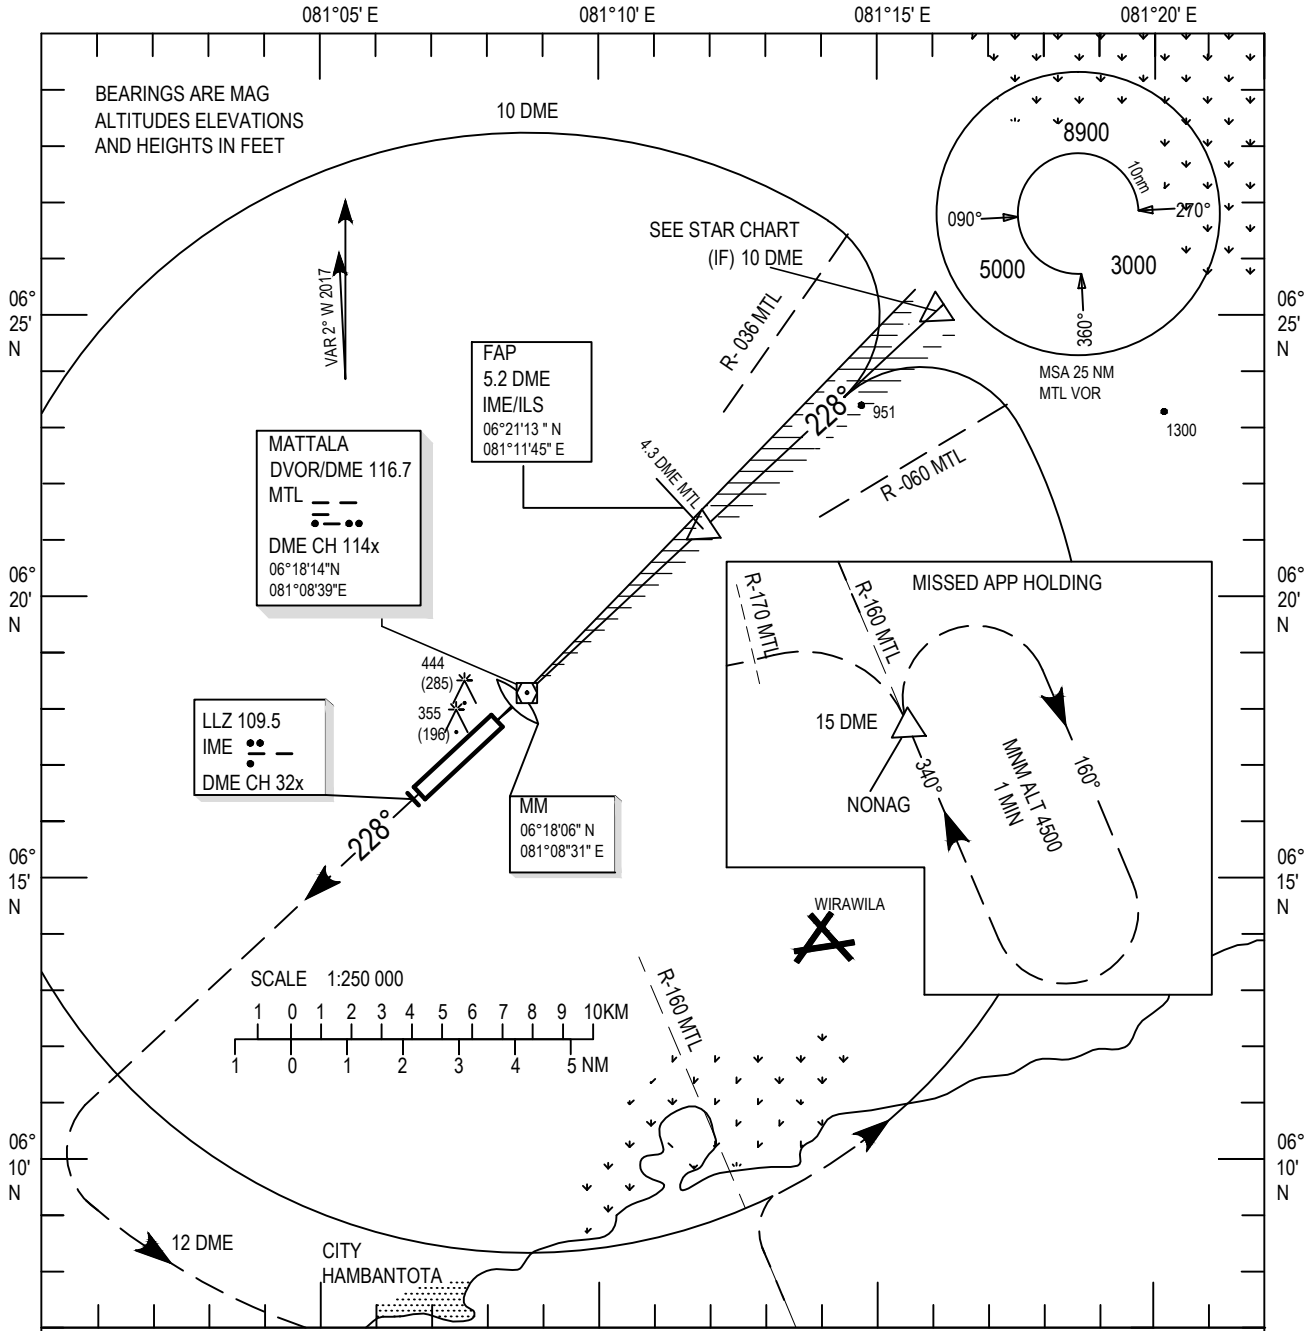 081°05' E
081°10' E
081°15' E
081°20' E
BEARINGS ARE MAG
ALTITUDES ELEVATIONS
AND HEIGHTS IN FEET
10 DME
8900
10nm
090°
270°
5000
3000
360°
MSA 25 NM
MTL VOR
SEE STAR CHART
(IF) 10 DME
VAR 2° W 2017
R- 036 MTL
06°
25'
N
06°
25'
N
FAP
5.2 DME
IME/ILS
06°21'13 " N
081°11'45" E
228°
951
1300
4.3 DME MTL
R -060 MTL
MATTALA
DVOR/DME 116.7
MTL
DME CH 114x
06°18'14"N
081°08'39"E
06°
20'
N
06°
20'
N
MISSED APP HOLDING
R-170 MTL
R-160 MTL
15 DME
NONAG
340°
MNM ALT 4500
1 MIN
160°
444
(285)
355
(196)
LLZ 109.5
IME
DME CH 32x
MM
06°18'06" N
081°08"31" E
228°
06°
15'
N
06°
15'
N
WIRAWILA
SCALE 1:250 000
1 0 1 2 3 4 5 6 7 8 9 10KM
1 0 1 2 3 4 5 NM
R-160 MTL
06°
10'
N
06°
10'
N
12 DME
CITY
HAMBANTOTA